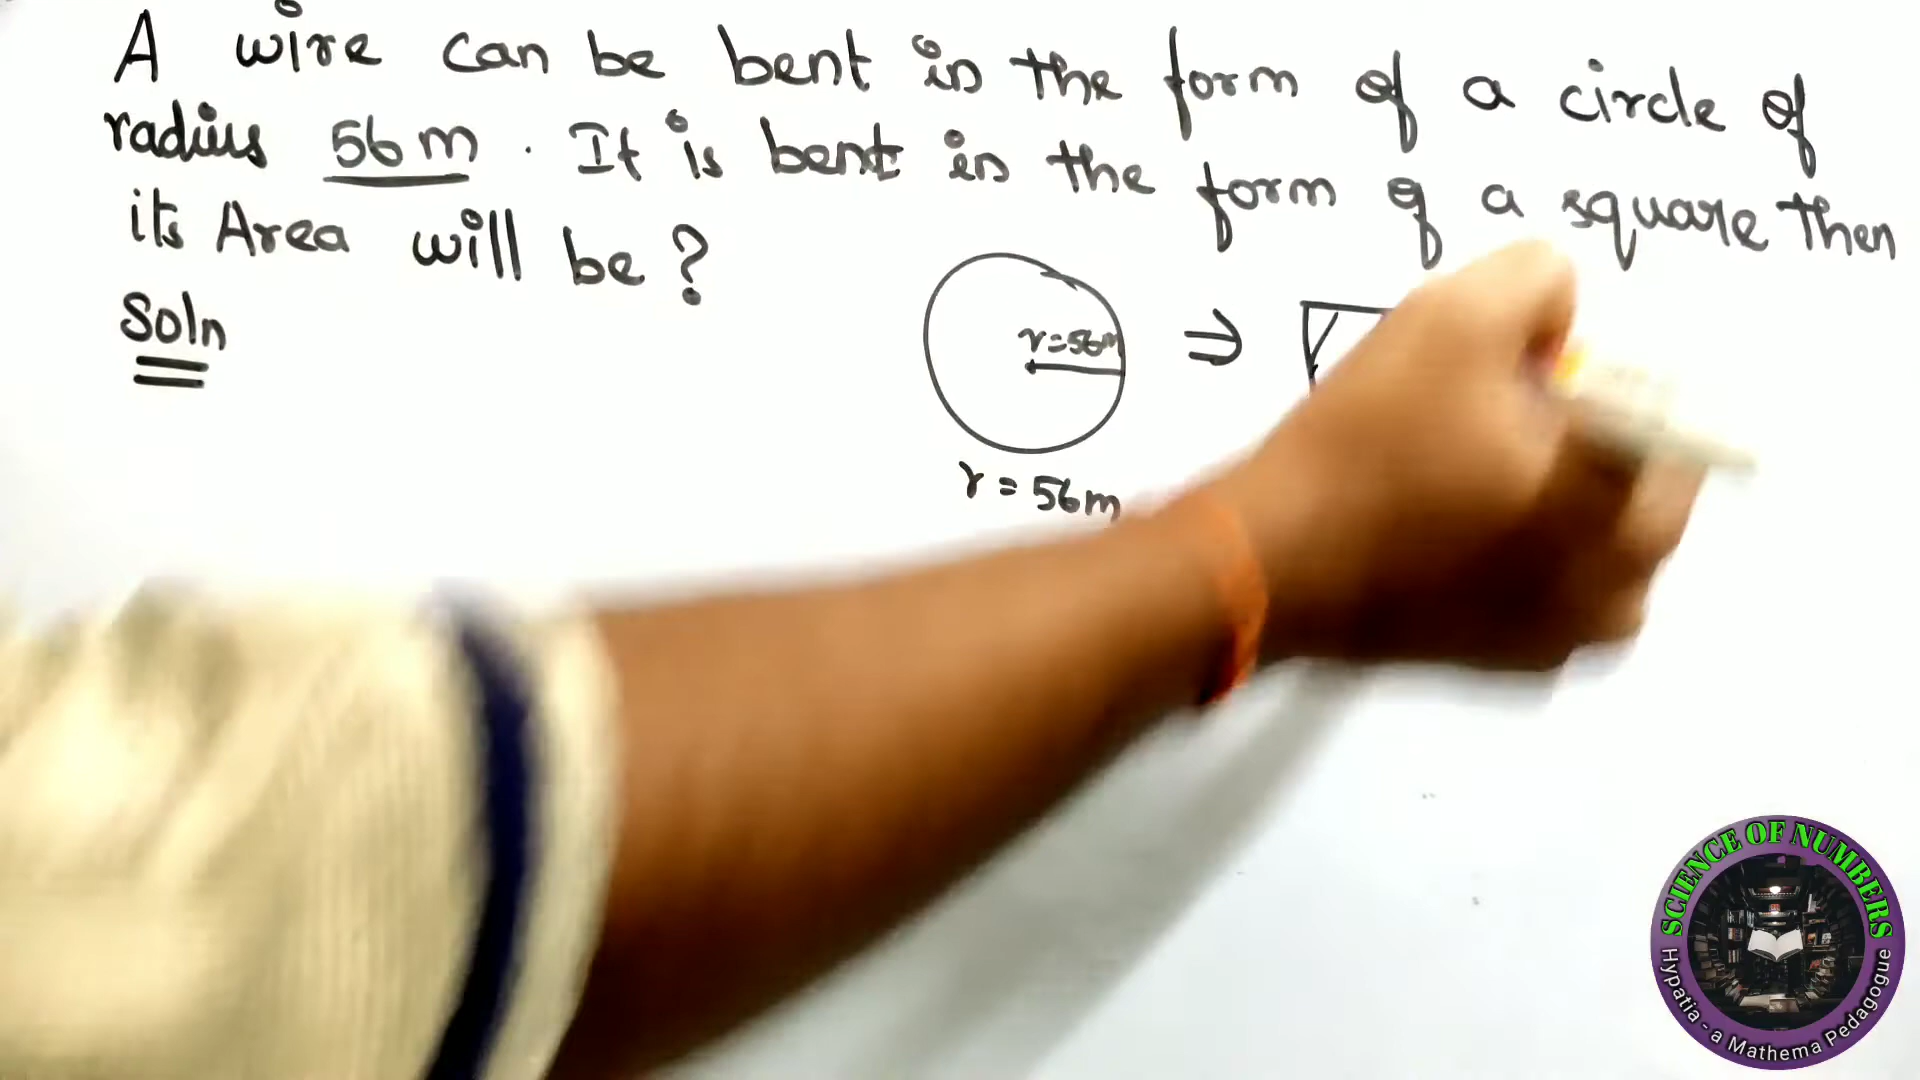 A wire can be bent in the form of a circle of
radius 56m. It is bent in the form of a square then
its Area will be?
Soln
r=56m
⇒
r = 56m
SCIENCE OF NUMBERS
Hypatia - a Mathema Pedagogue